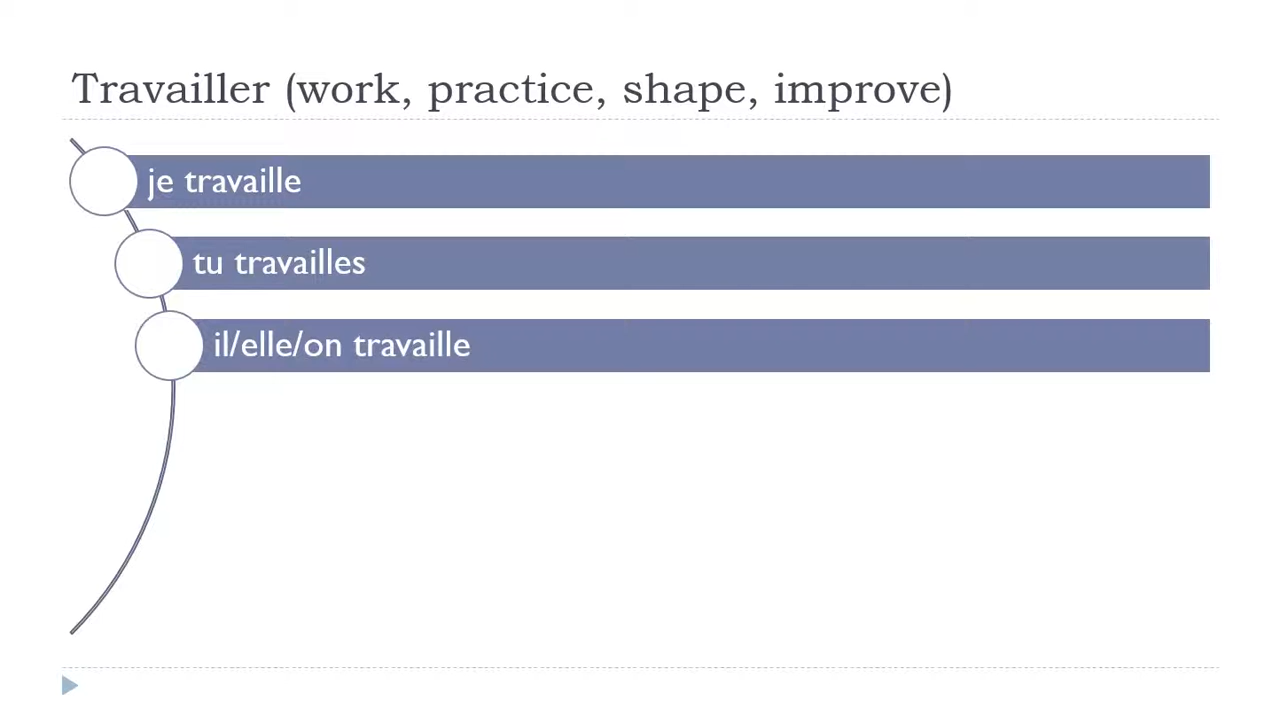 Travailler (work, practice, shape, improve)
je travaille
tu travailles
il/elle/on travaille